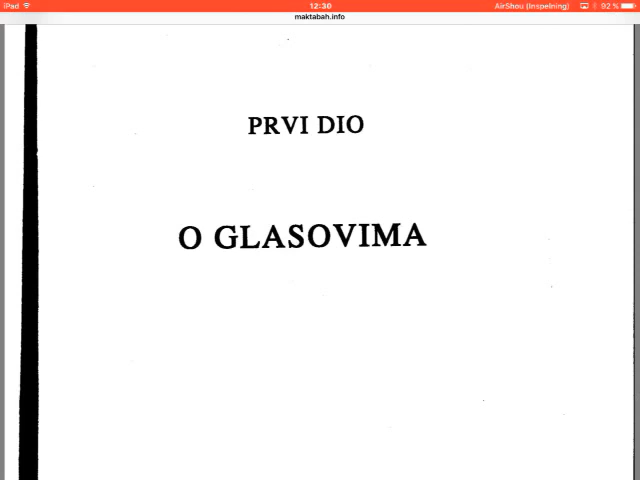 iPad
12:30
AirShou (Inspelning)
92 %
maktabah.info
PRVI DIO
O GLASOVIMA